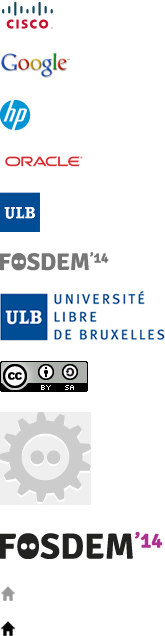 CISCO
Google
hp
ORACLE
ULB
FOSDEM'14
UNIVERSITÉ
ULB LIBRE
DE BRUXELLES
cc
BY SA
FOSDEM'14